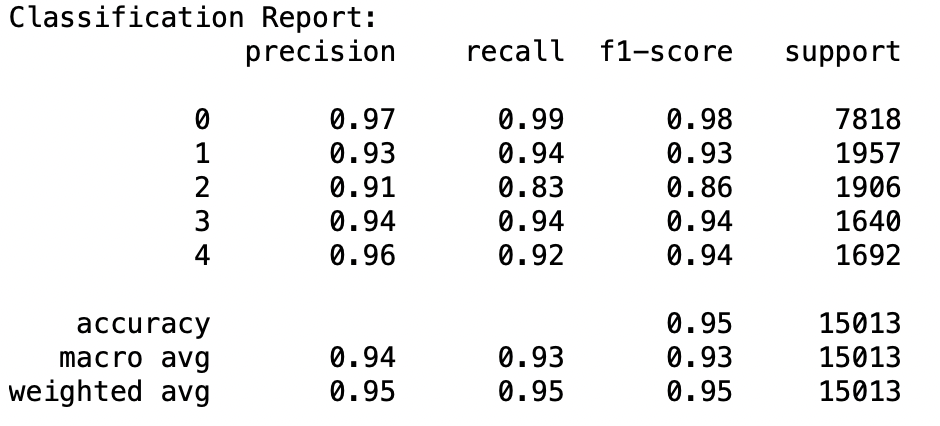 Classification Report:
precision recall f1-score support
0 0.97 0.99 0.98 7818
1 0.93 0.94 0.93 1957
2 0.91 0.83 0.86 1906
3 0.94 0.94 0.94 1640
4 0.96 0.92 0.94 1692
accuracy 0.95 15013
macro avg 0.94 0.93 0.93 15013
weighted avg 0.95 0.95 0.95 15013